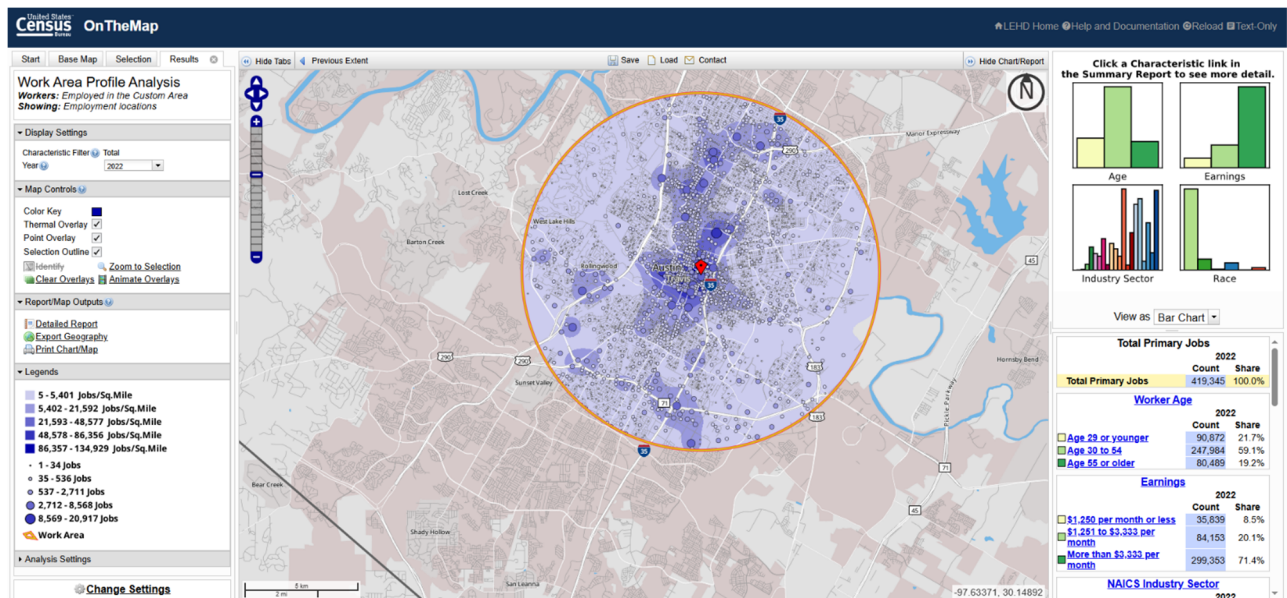 United States
Census
Bureau
OnTheMap
LEHD Home Help and Documentation Reload Text-Only
Start Base Map Selection Results
Hide Tabs Previous Extent Save Load Contact Hide Chart/Report
Work Area Profile Analysis
Workers: Employed in the Custom Area
Showing: Employment locations
Display Settings
Characteristic Filter Total
Year 2022
Map Controls
Color Key
Thermal Overlay
Point Overlay
Selection Outline
Identify Zoom to Selection
Clear Overlays Animate Overlays
Report/Map Outputs
Detailed Report
Export Geography
Print Chart/Map
Legends
5 - 5,401 Jobs/Sq.Mile
5,402 - 21,592 Jobs/Sq.Mile
21,593 - 48,577 Jobs/Sq.Mile
48,578 - 86,356 Jobs/Sq.Mile
86,357 - 134,929 Jobs/Sq.Mile
1 - 34 Jobs
35 - 536 Jobs
537 - 2,711 Jobs
2,712 - 8,568 Jobs
8,569 - 20,917 Jobs
Work Area
Analysis Settings
Change Settings
N
35
Manor Expressway
290
Lost Creek
West Lake Hills
Barton Creek
Rollingwood
Austin
45
35
290
290
Sunset Valley
183
Hornsby Bend
Pickle Parkway
71
183
35
71
Bear Creek
45
Shady Hollow
San Leanna
5 km
2 mi
-97.63371, 30.14892
Click a Characteristic link in
the Summary Report to see more detail.
Age Earnings
Industry Sector Race
View as Bar Chart
Total Primary Jobs
2022
Count Share
Total Primary Jobs 419,345 100.0%
Worker Age
2022
Count Share
Age 29 or younger 90,872 21.7%
Age 30 to 54 247,984 59.1%
Age 55 or older 80,489 19.2%
Earnings
2022
Count Share
$1,250 per month or less 35,839 8.5%
$1,251 to $3,333 per
month 84,153 20.1%
More than $3,333 per
month 299,353 71.4%
NAICS Industry Sector
2022